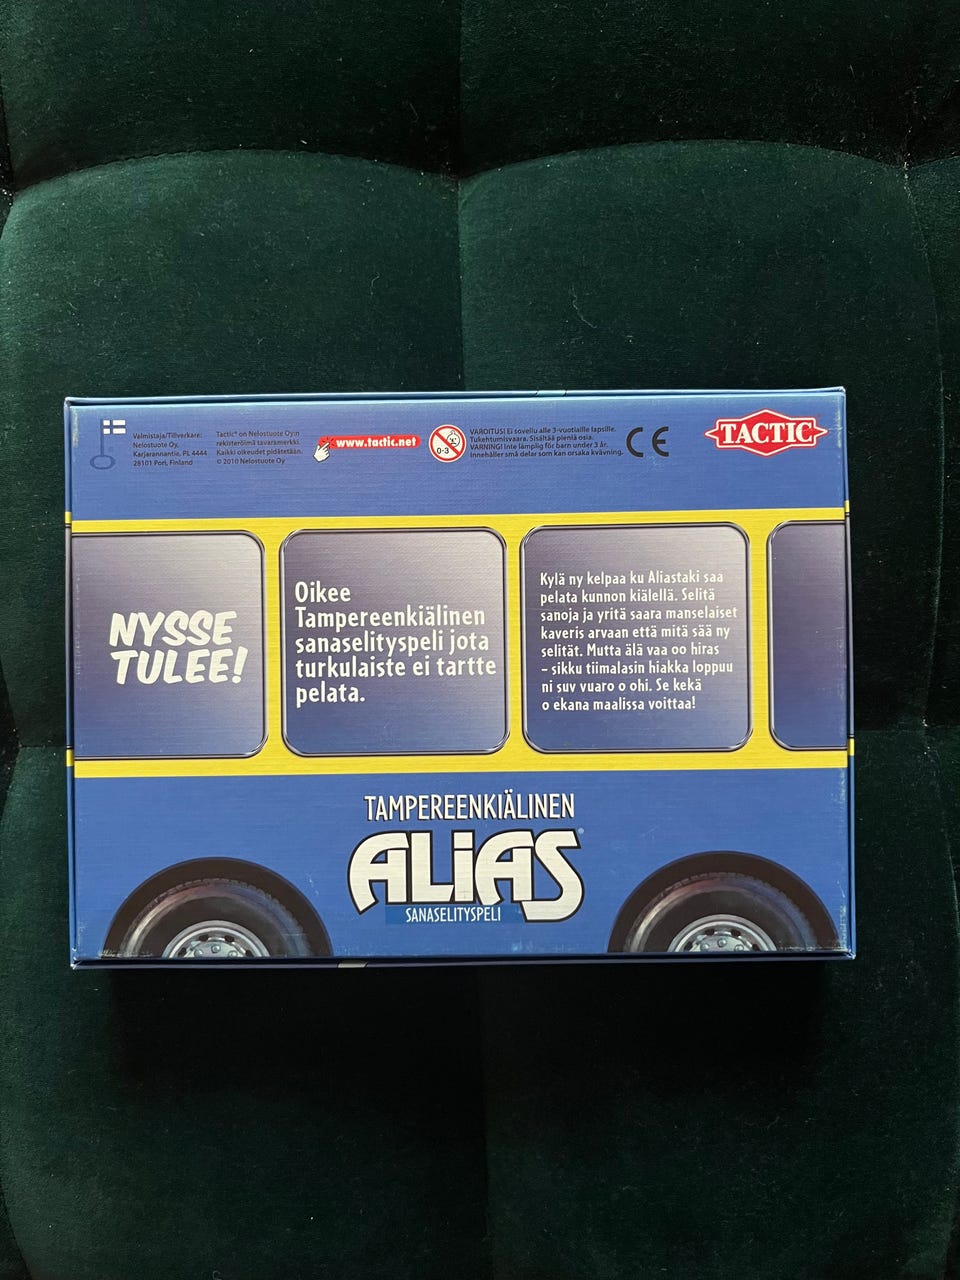 Valmistaja/Tillverkare:
Nelostuote Oy,
Karjarannantie, PL 4444
28101 Pori, Finland
Tactic® on Nelostuote Oy:n
rekisteröimä tavaramerkki.
Kaikki oikeudet pidätetään.
© 2010 Nelostuote Oy
www.tactic.net
0-3
VAROITUS! Ei sovellu alle 3-vuotiaille lapsille.
Tukehtumisvaara. Sisältää pieniä osia.
VARNING! Inte lämplig för barn under 3 år.
Innehåller små delar som kan orsaka kvävning.
CE
TACTIC®
NYSSE
TULEE!
Oikee
Tampereenkiälinen
sanaselityspeli jota
turkulaiste ei tartte
pelata.
Kylä ny kelpaa ku Aliastaki saa
pelata kunnon kiälellä. Selitä
sanoja ja yritä saara manselaiset
kaveris arvaan että mitä sää ny
selität. Mutta älä vaa oo hiras
– sikku tiimalasin hiakka loppuu
ni suv vuaro o ohi. Se kekä
o ekana maalissa voittaa!
TAMPEREENKIÄLINEN
ALiAS®
SANASELITYSPELI